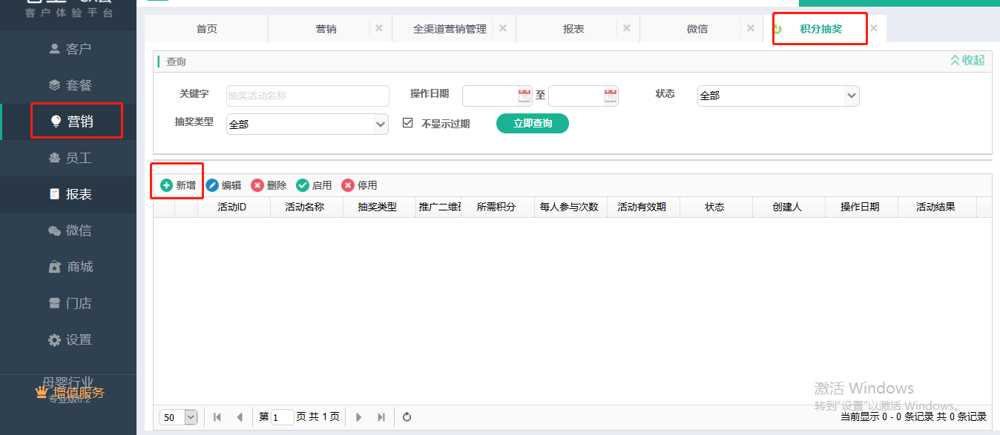 客户体验平台
客户
套餐
营销
员工
报表
微信
商城
门店
设置
母婴行业
增值服务
专业版6.2
首页 营销 全渠道营销管理 报表 微信 积分抽奖
查询 收起
关键字 抽奖活动名称 操作日期 至 状态 全部
抽奖类型 全部 不显示过期 立即查询
新增 编辑 删除 启用 停用
活动ID 活动名称 抽奖类型 推广二维 所需积分 每人参与次数 活动有效期 状态 创建人 操作日期 活动结果
激活 Windows
转到"设置"以激活 Windows。
50 第 1 页 共 1 页 当前显示 0 - 0 条记录 共 0 条记录